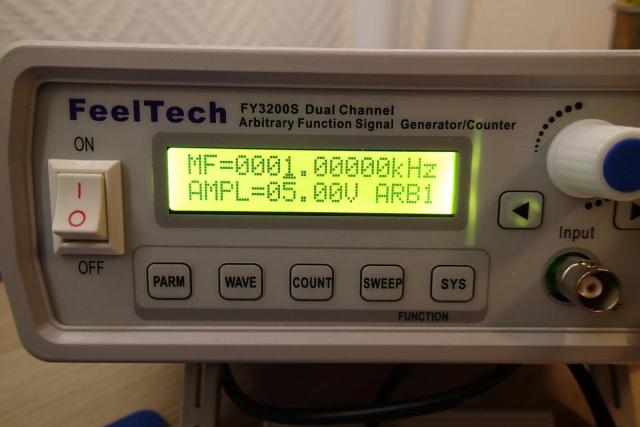 FeelTech
FY3200S Dual Channel
Arbitrary Function Signal Generator/Counter
ON
MF=0001.00000kHz
AMPL=05.00V ARB1
I
O
OFF
Input
PARM
WAVE
COUNT
SWEEP
SYS
FUNCTION